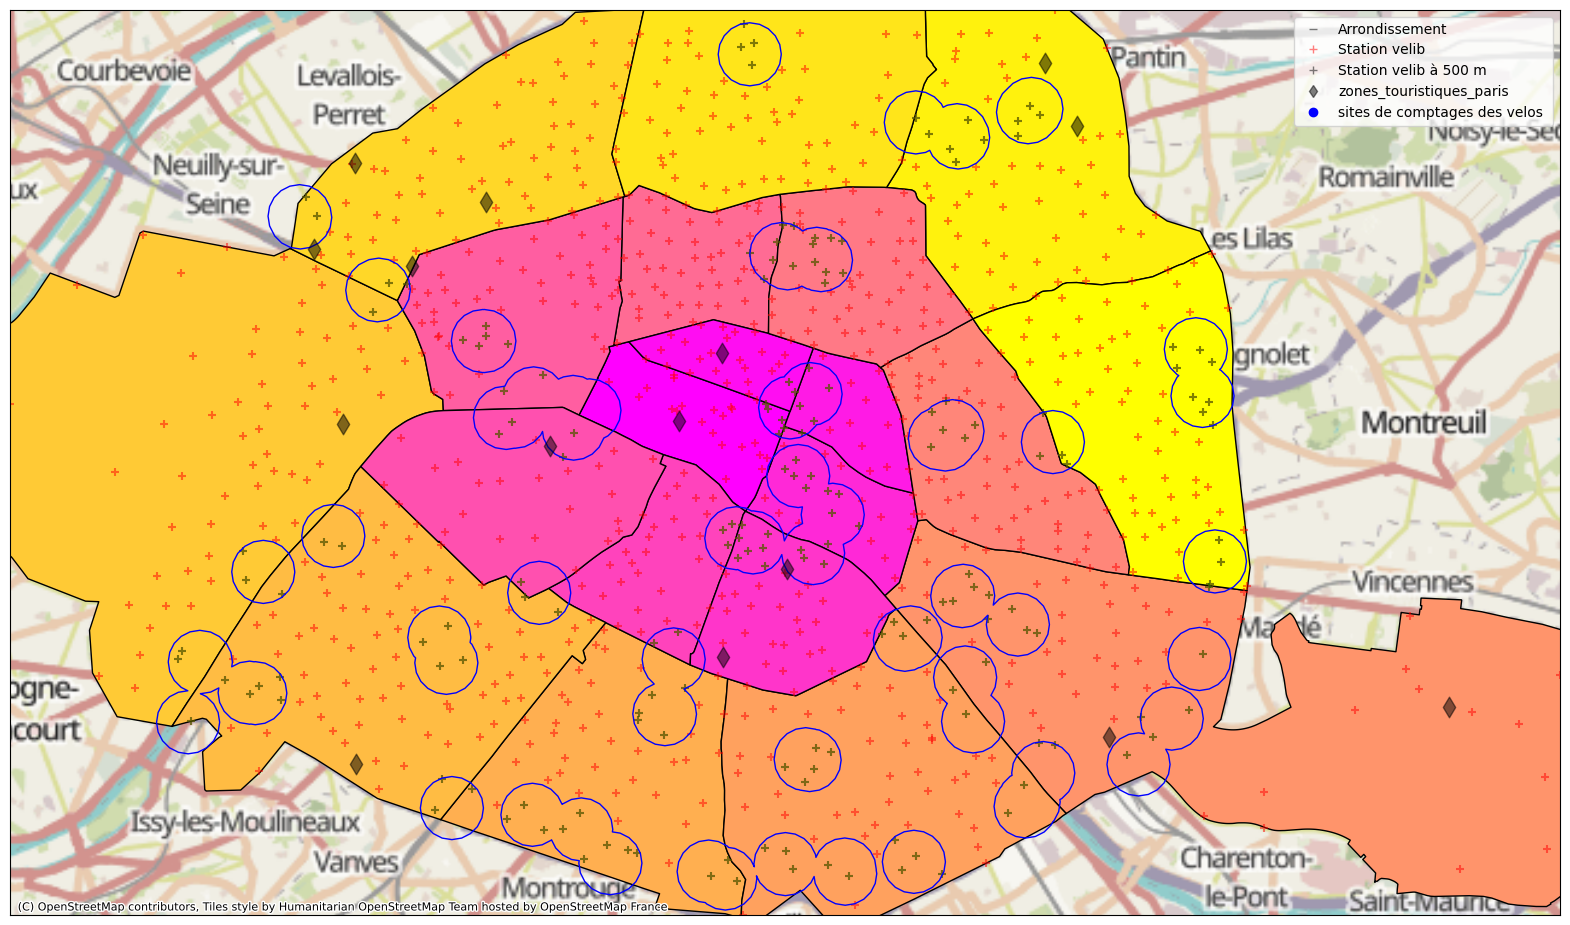 Arrondissement
Station velib
Station velib à 500 m
zones_touristiques_paris
sites de comptages des velos
Pantin
Courbevoie
Levallois-
Perret
Noisy-le-Sec
Neuilly-sur-
Seine
ux
Romainville
Les Lilas
gnolet
Montreuil
Vincennes
Ma dé
ogne-
court
Issy-les-Moulineaux
Vanves
Montrouge
Charenton-
le-Pont
Saint-Maurice
(C) OpenStreetMap contributors, Tiles style by Humanitarian OpenStreetMap Team hosted by OpenStreetMap France